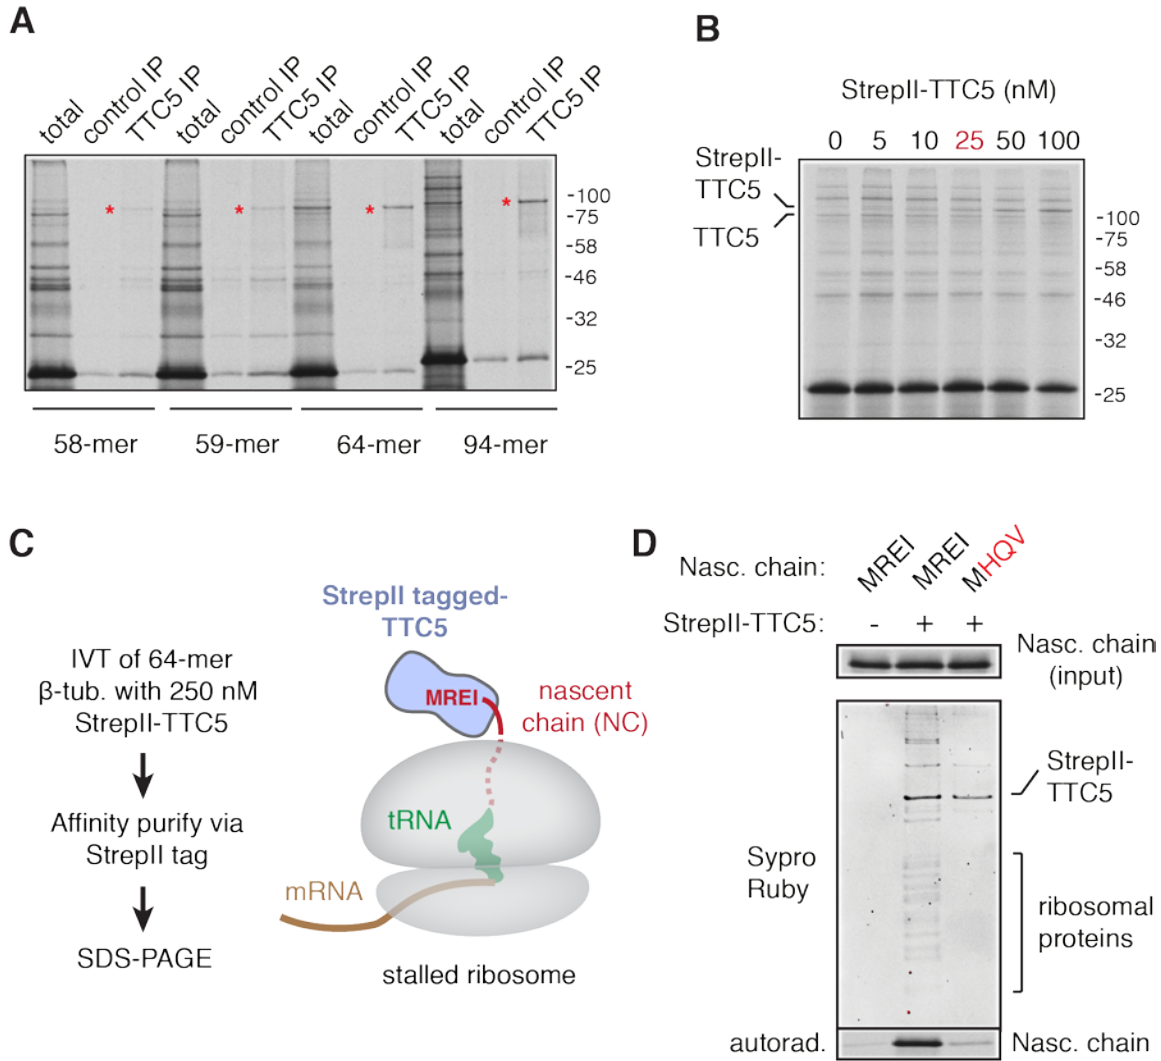 A
total control IP TTC5 IP total control IP TTC5 IP total control IP TTC5 IP total control IP TTC5 IP
*
*
*
*
-100
-75
-58
-46
-32
-25
58-mer 59-mer 64-mer 94-mer
B
StrepII-TTC5 (nM)
0 5 10 25 50 100
StrepII-
TTC5
TTC5
-100
-75
-58
-46
-32
-25
C
IVT of 64-mer
β-tub. with 250 nM
StrepII-TTC5
Affinity purify via
StrepII tag
SDS-PAGE
StrepII tagged-
TTC5
MREI
nascent
chain (NC)
tRNA
mRNA
stalled ribosome
D
Nasc. chain: MREI MREI MHQV
StrepII-TTC5: - + +
Nasc. chain
(input)
StrepII-
TTC5
Sypro
Ruby
ribosomal
proteins
autorad. Nasc. chain